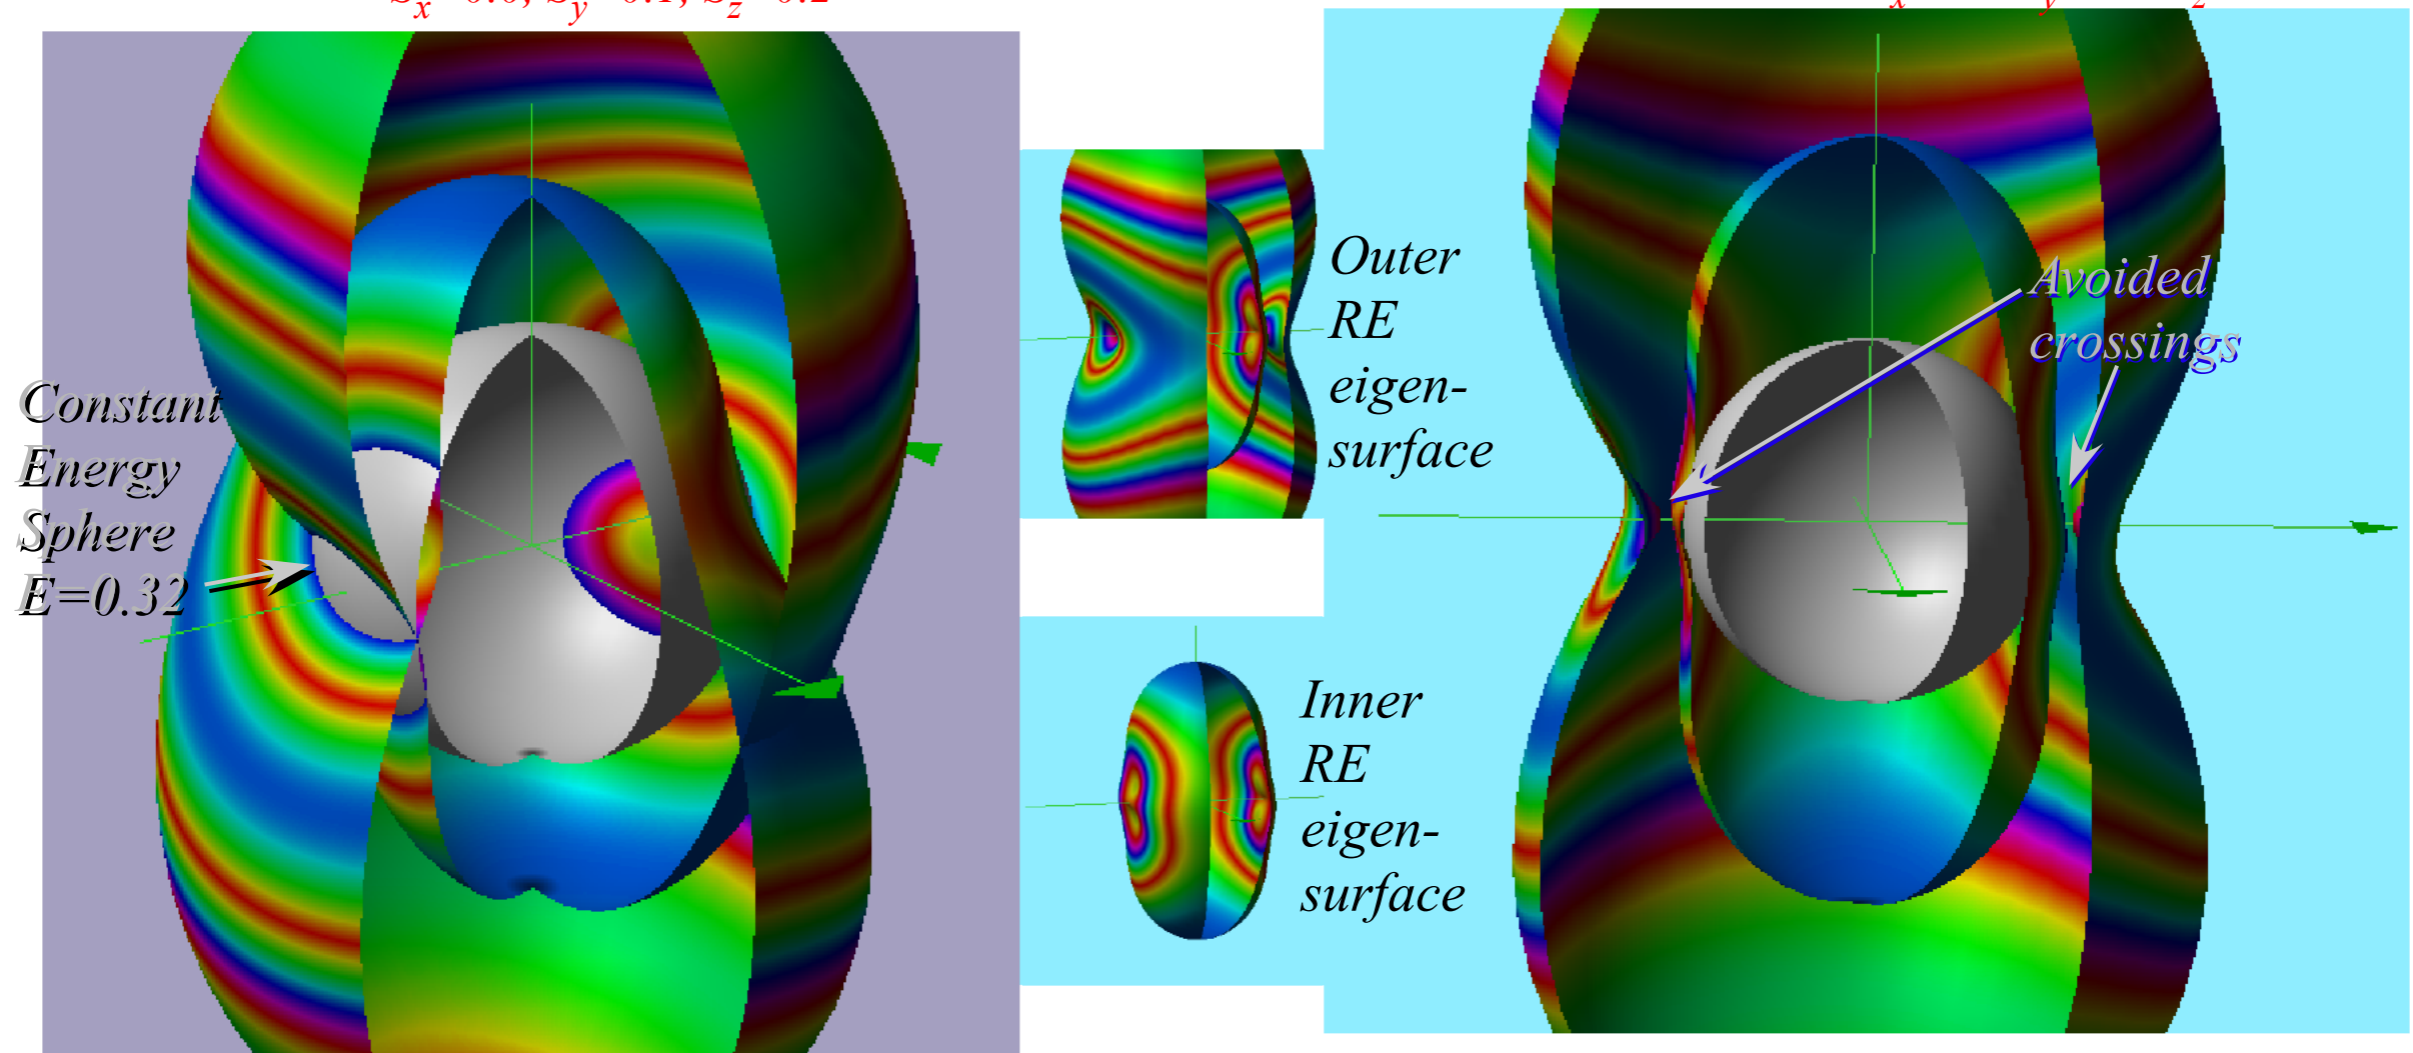 x y z
Constant
Energy
Sphere
E=0.32
Outer
RE
eigen-
surface
Inner
RE
eigen-
surface
Avoided
crossings